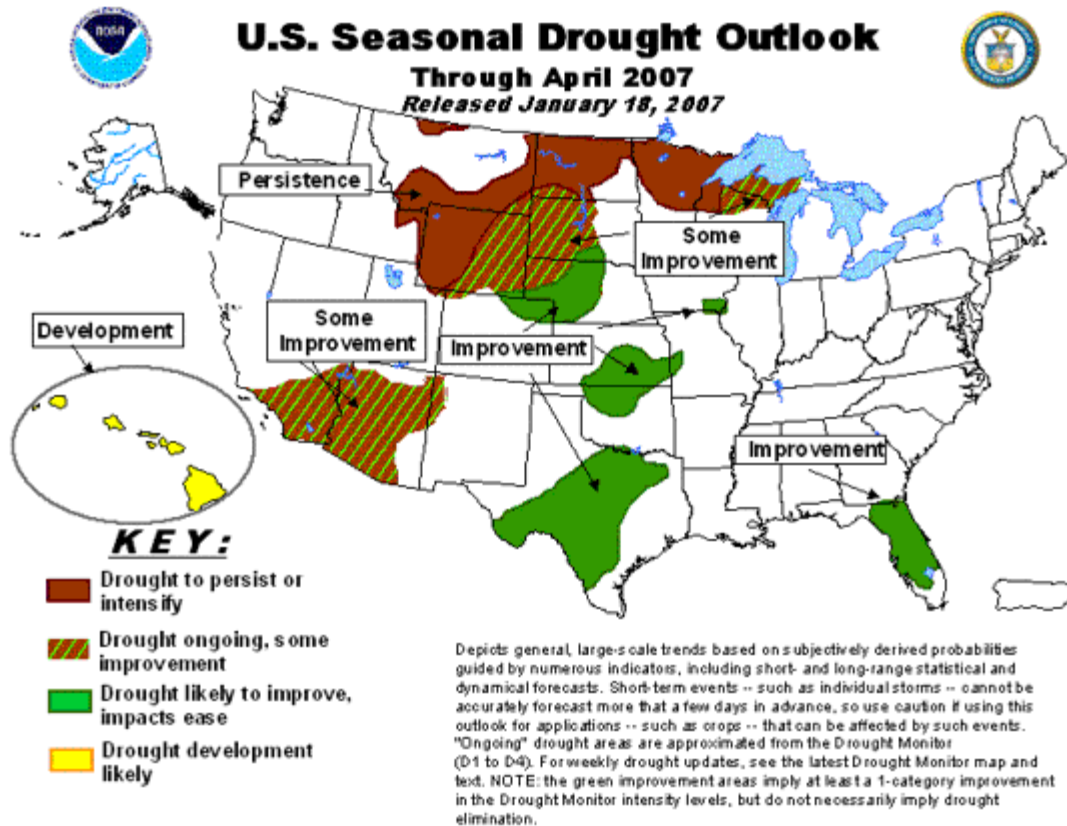 NOAA
U.S. Seasonal Drought Outlook
Through April 2007
Released January 18, 2007
Persistence
Some
Improvement
Development
Some
Improvement
Improvement
Improvement
KEY:
Drought to persist or
intensify
Drought ongoing, some
improvement
Drought likely to improve,
impacts ease
Drought development
likely
Depicts general, large-scale trends based on subjectively derived probabilities
guided by numerous indicators, including short- and long-range statistical and
dynamical forecasts. Short-term events -- such as individual storms -- cannot be
accurately forecast more that a few days in advance, so use caution if using this
outlook for applications -- such as crops -- that can be affected by such events.
"Ongoing" drought areas are approximated from the Drought Monitor
(D1 to D4). For weekly drought updates, see the latest Drought Monitor map and
text. NOTE: the green improvement areas imply at least a 1-category improvement
in the Drought Monitor intensity levels, but do not necessarily imply drought
elimination.